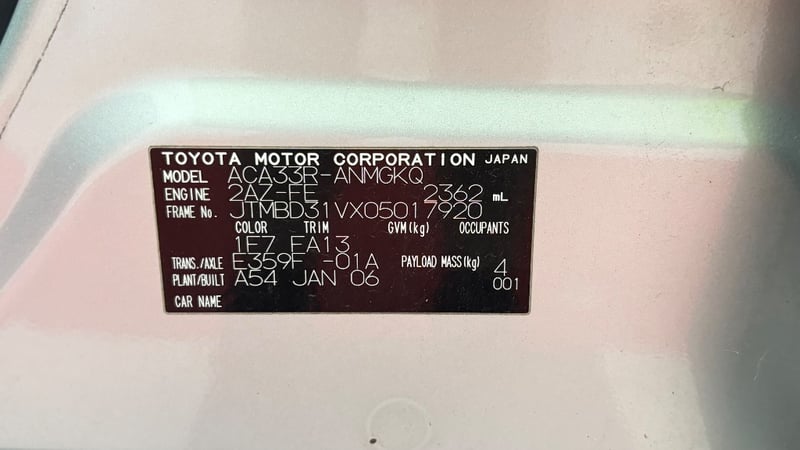 TOYOTA MOTOR CORPORATION JAPAN
MODEL ACA33R-ANMGKQ
ENGINE 2AZ-FE 2362 mL
FRAME No. JTMBD31VX05017920
COLOR TRIM GVM(kg) OCCUPANTS
1E7 EA13
TRANS./AXLE E359F -01A PAYLOAD MASS(kg) 4
PLANT/BUILT A54 JAN 06 001
CAR NAME